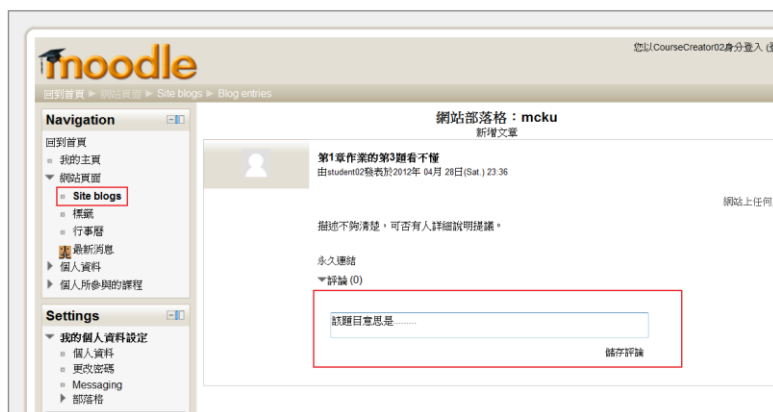 moodle
您以CourseCreator02身分登入 (
回到首頁 ► 網站頁面 ► Site blogs ► Blog entries
Navigation
回到首頁
我的主頁
網站頁面
Site blogs
標籤
行事曆
最新消息
個人資料
個人所參與的課程
Settings
我的個人資料設定
個人資料
更改密碼
Messaging
部落格
網站部落格：mcku
新增文章
第1章作業的第3題看不懂
由student02發表於2012年 04月 28日(Sat.) 23:36
網站上任何
描述不夠清楚，可否有人詳細說明提議。
永久連結
評論 (0)
該題目意思是.........
儲存評論